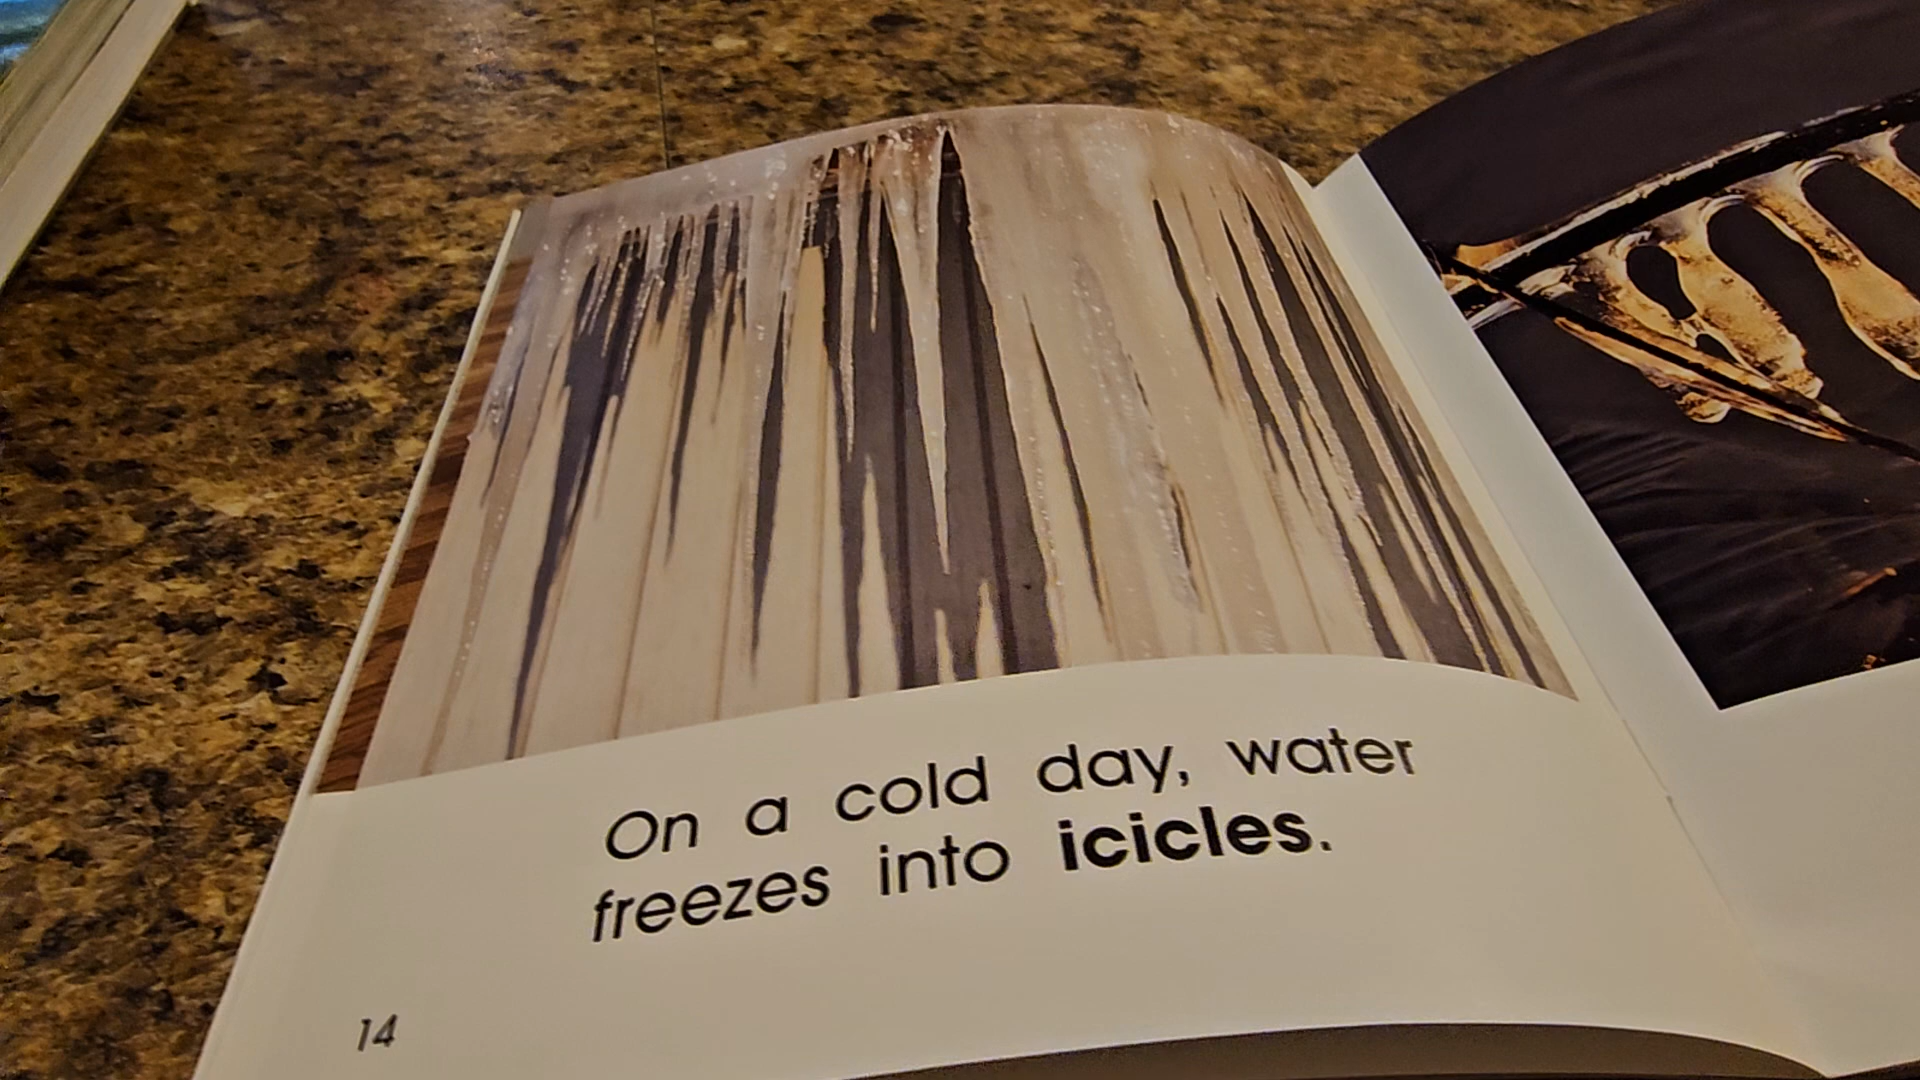 On a cold day, water
freezes into icicles.
14